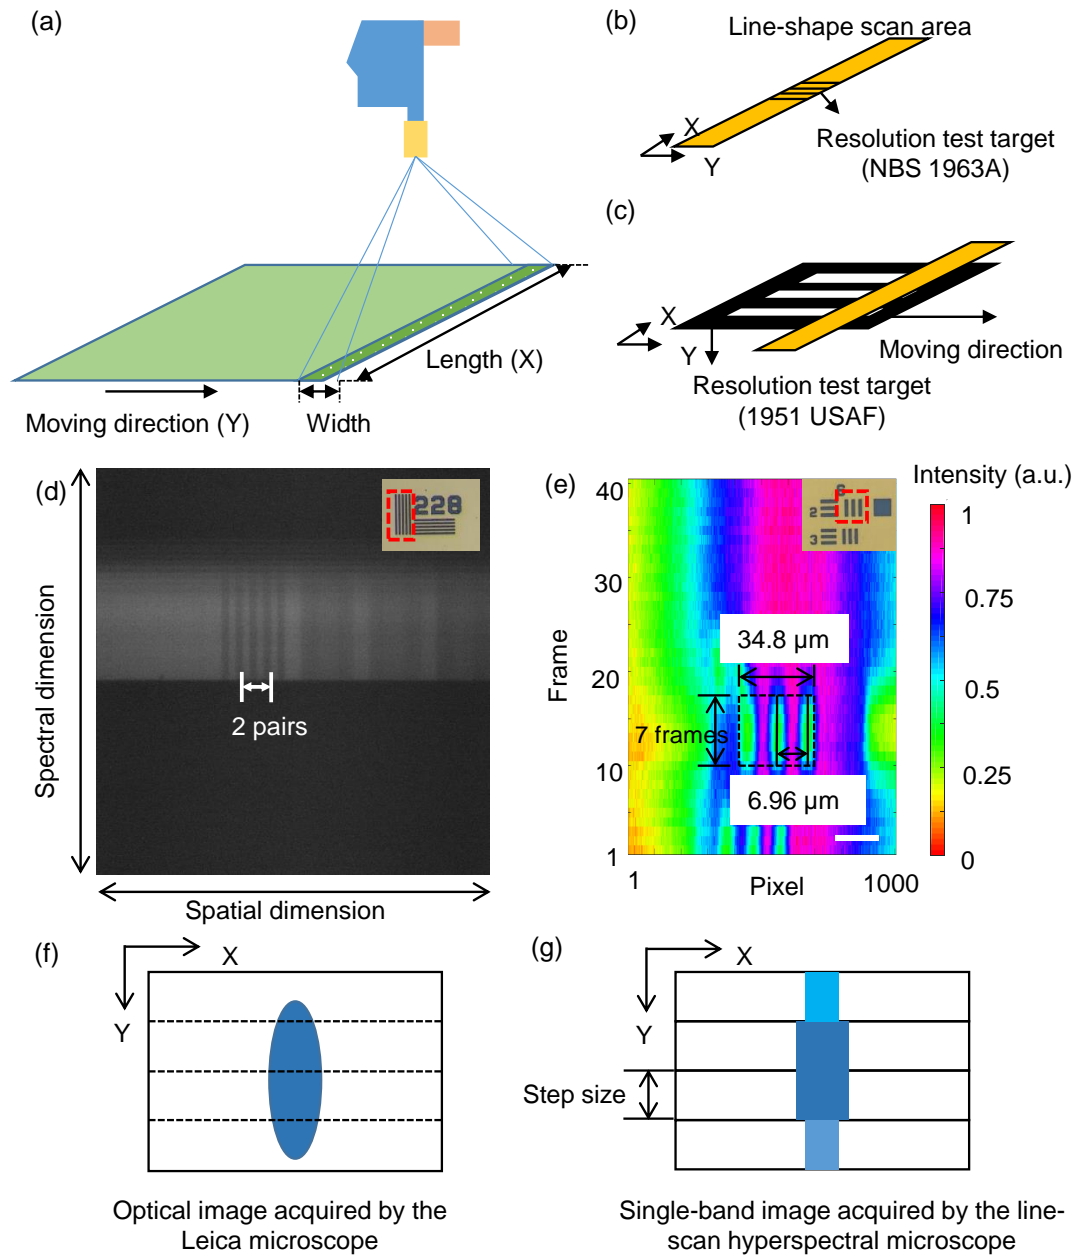 (a)
Length (X)
Moving direction (Y)
Width
(b)
Line-shape scan area
X
Y
Resolution test target
(NBS 1963A)
(c)
X
Y
Moving direction
Resolution test target
(1951 USAF)
(d)
228
Spectral dimension
2 pairs
Spatial dimension
(e)
Intensity (a.u.)
6
2
3
40
30
20
10
1
Frame
34.8 µm
7 frames
6.96 µm
1
Pixel
1000
1
0.75
0.5
0.25
0
(f)
X
Y
Optical image acquired by the
Leica microscope
(g)
X
Y
Step size
Single-band image acquired by the line-
scan hyperspectral microscope